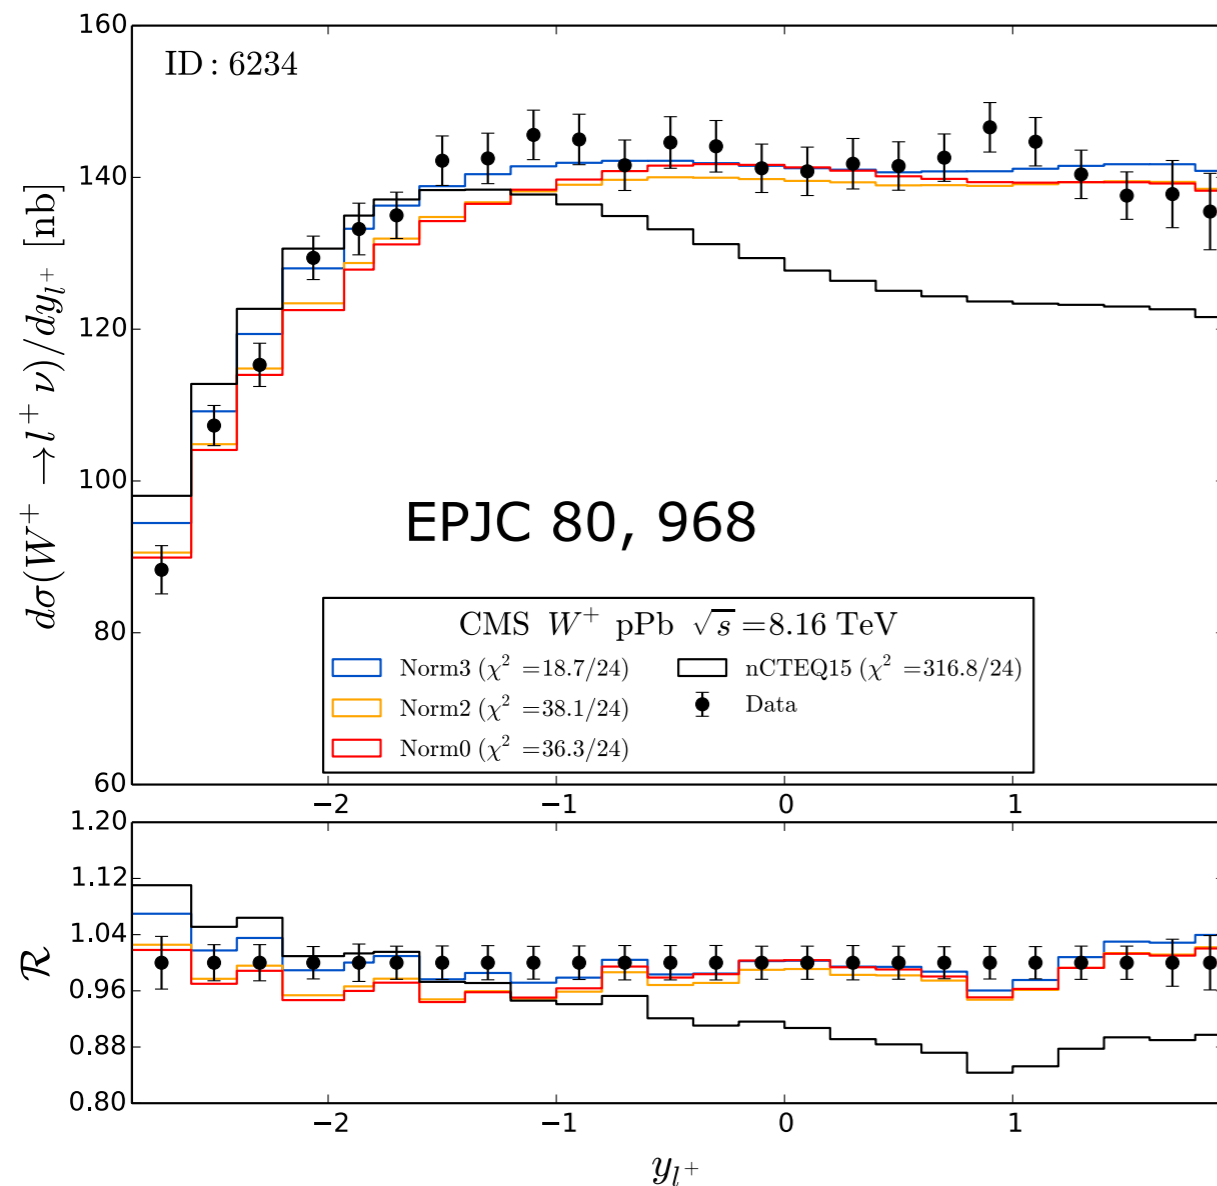 160
ID: 6234
140
120
100
80
60
dσ(W⁺ → l⁺ ν)/dy_{l⁺} [nb]
EPJC 80, 968
CMS W⁺ pPb √s =8.16 TeV
Norm3 (χ² =18.7/24)
nCTEQ15 (χ² =316.8/24)
Norm2 (χ² =38.1/24)
Data
Norm0 (χ² =36.3/24)
−2 −1 0 1
1.20
1.12
1.04
0.96
0.88
0.80
ℛ
−2 −1 0 1
y_{l⁺}